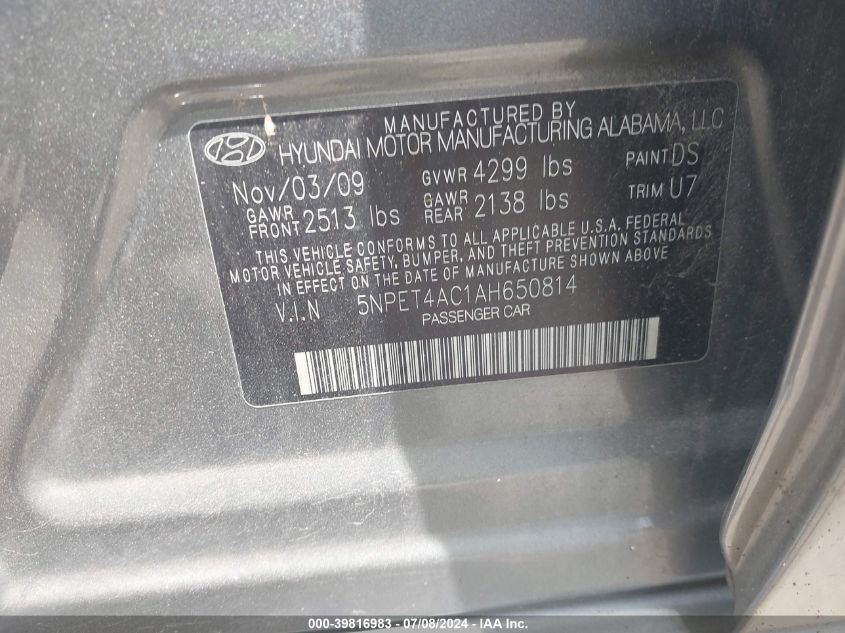 MANUFACTURED BY
HYUNDAI MOTOR MANUFACTURING ALABAMA, LLC
Nov/03/09 GVWR 4299 lbs PAINT DS
GAWR FRONT 2513 lbs GAWR REAR 2138 lbs TRIM U7
THIS VEHICLE CONFORMS TO ALL APPLICABLE U.S.A. FEDERAL
MOTOR VEHICLE SAFETY, BUMPER, AND THEFT PREVENTION STANDARDS
IN EFFECT ON THE DATE OF MANUFACTURE SHOWN ABOVE
V.I.N 5NPET4AC1AH650814
PASSENGER CAR
000-39816983 / 07/08/2024 - IAA Inc.